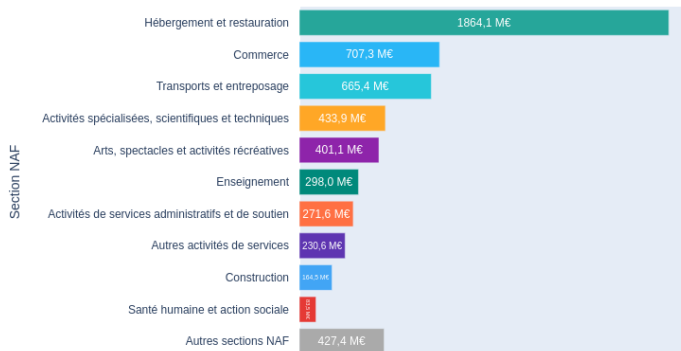 Section NAF
Hébergement et restauration 1864,1 M€
Commerce 707,3 M€
Transports et entreposage 665,4 M€
Activités spécialisées, scientifiques et techniques 433,9 M€
Arts, spectacles et activités récréatives 401,1 M€
Enseignement 298,0 M€
Activités de services administratifs et de soutien 271,6 M€
Autres activités de services 230,6 M€
Construction 164.5 M€
Santé humaine et action sociale M€
Autres sections NAF 427,4 M€